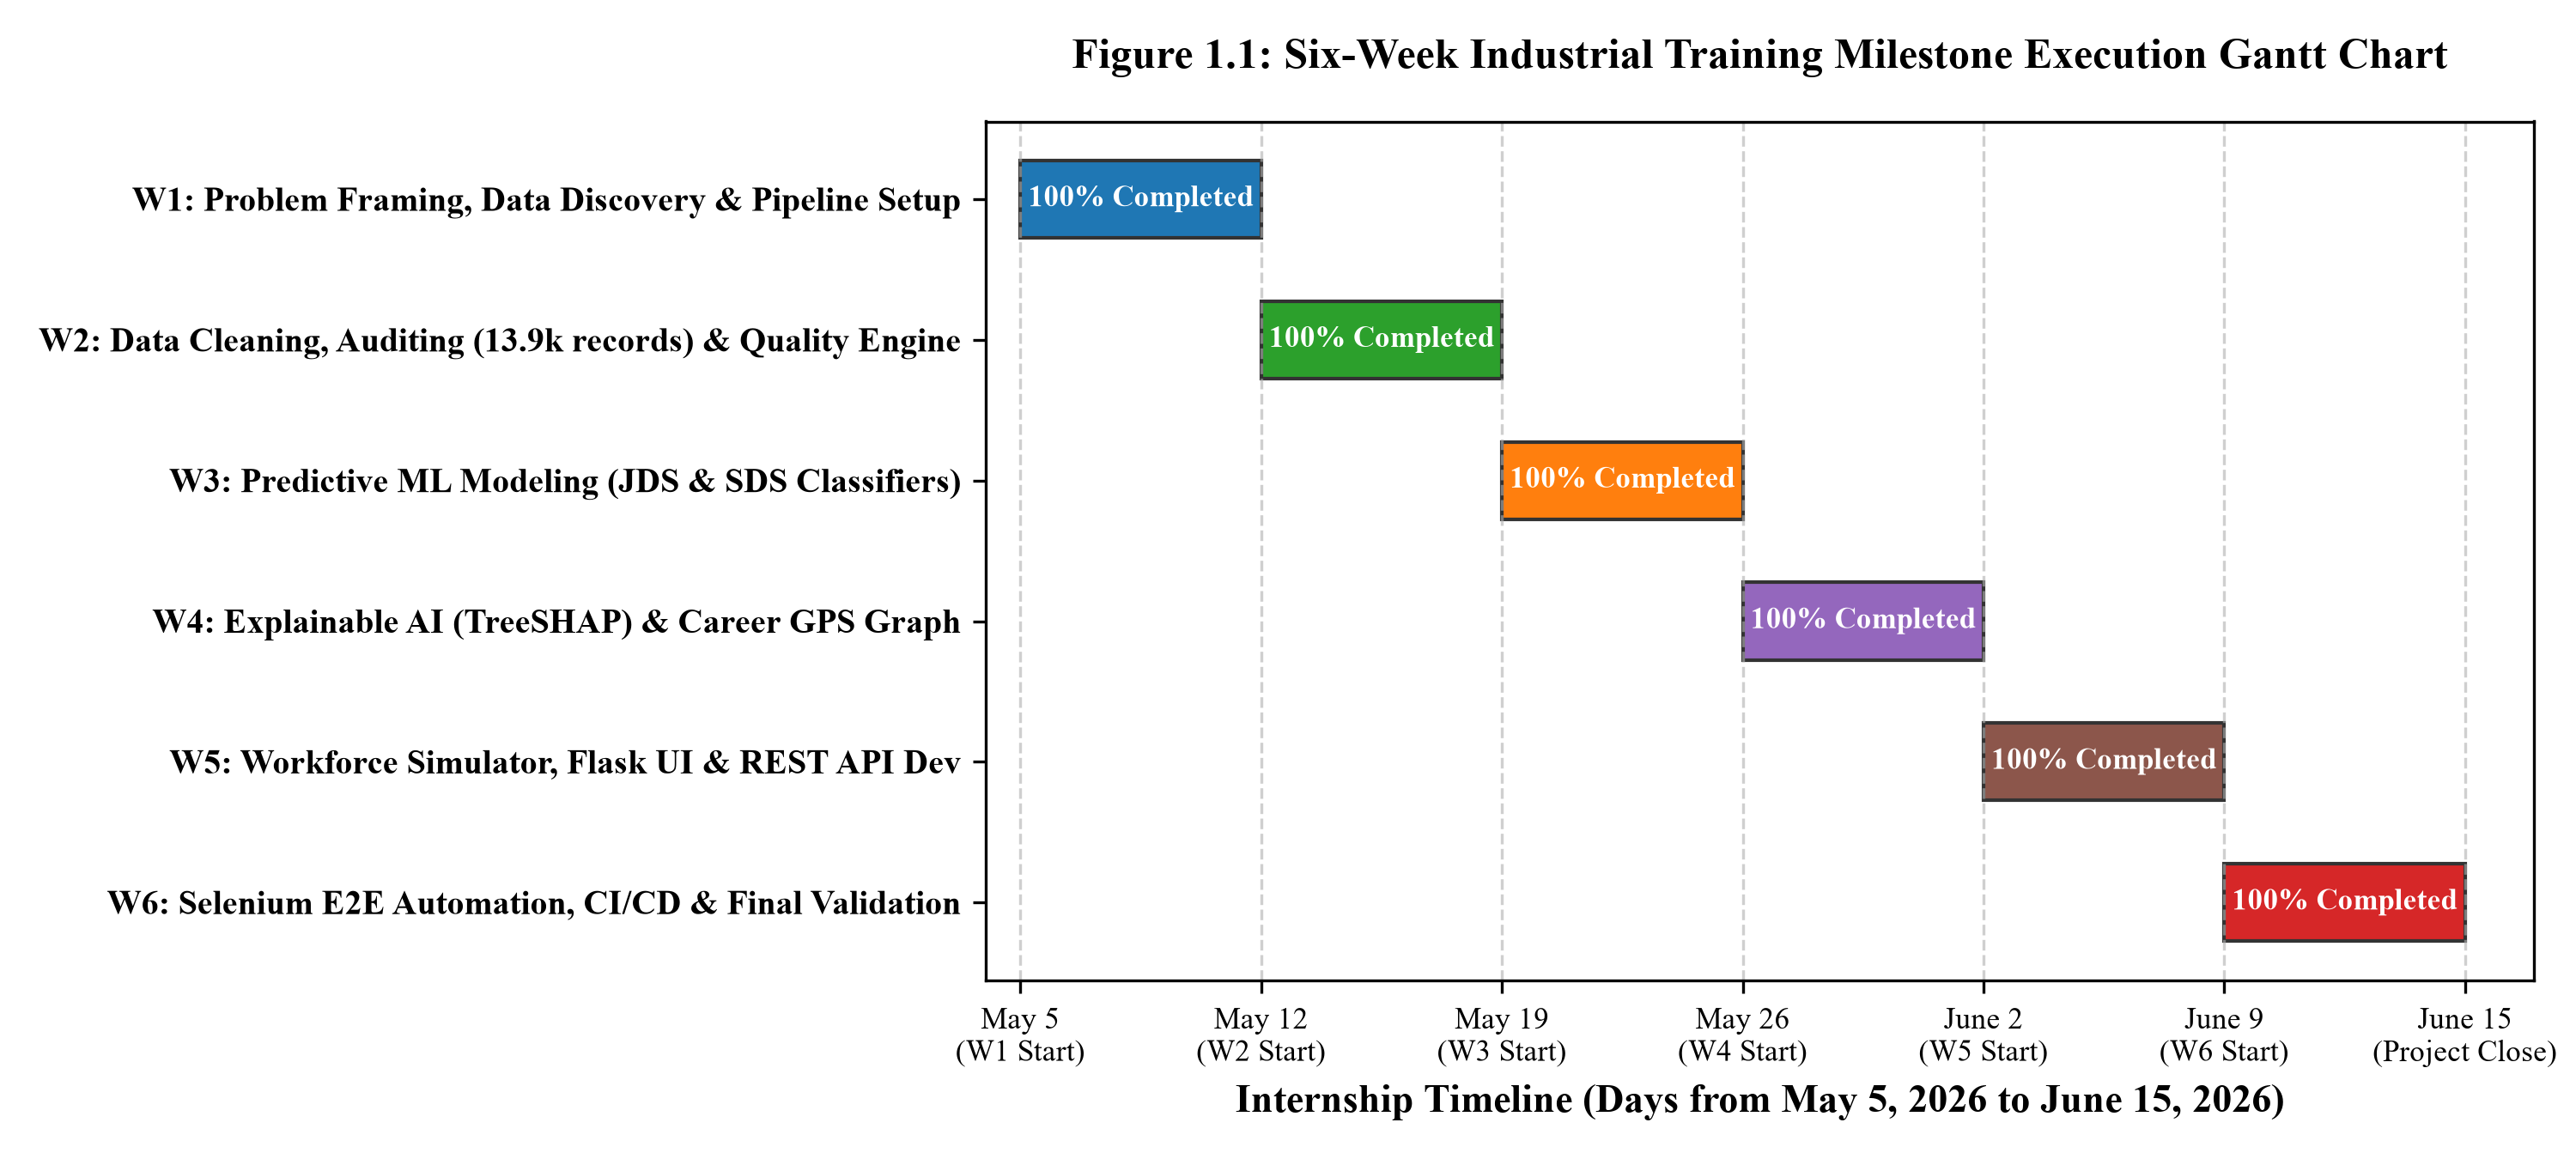 Figure 1.1: Six-Week Industrial Training Milestone Execution Gantt Chart
W1: Problem Framing, Data Discovery & Pipeline Setup
100% Completed
W2: Data Cleaning, Auditing (13.9k records) & Quality Engine
100% Completed
W3: Predictive ML Modeling (JDS & SDS Classifiers)
100% Completed
W4: Explainable AI (TreeSHAP) & Career GPS Graph
100% Completed
W5: Workforce Simulator, Flask UI & REST API Dev
100% Completed
W6: Selenium E2E Automation, CI/CD & Final Validation
100% Completed
May 5
(W1 Start)
May 12
(W2 Start)
May 19
(W3 Start)
May 26
(W4 Start)
June 2
(W5 Start)
June 9
(W6 Start)
June 15
(Project Close)
Internship Timeline (Days from May 5, 2026 to June 15, 2026)